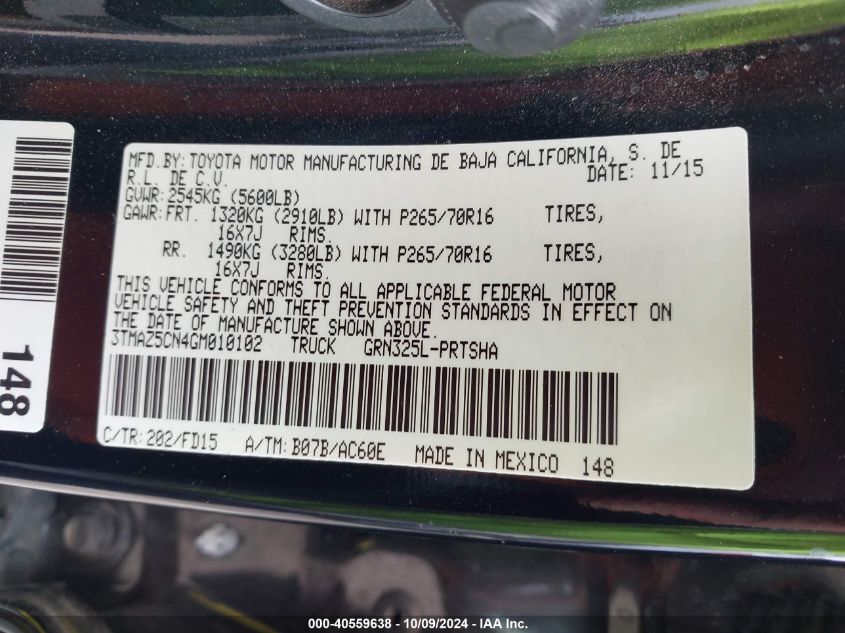 MFD.BY:TOYOTA MOTOR MANUFACTURING DE BAJA CALIFORNIA, S. DE
R.L. DE C.V. DATE: 11/15
GVWR:2545KG (5600LB)
GAWR:FRT. 1320KG (2910LB) WITH P265/70R16 TIRES,
16X7J RIMS.
RR. 1490KG (3280LB) WITH P265/70R16 TIRES,
16X7J RIMS.
THIS VEHICLE CONFORMS TO ALL APPLICABLE FEDERAL MOTOR
VEHICLE SAFETY AND THEFT PREVENTION STANDARDS IN EFFECT ON
THE DATE OF MANUFACTURE SHOWN ABOVE.
3TMAZ5CN4GM010102 TRUCK GRN325L-PRTSHA
C/TR:202/FD15 A/TM:B07B/AC60E MADE IN MEXICO 148
148
000-40559638 - 10/09/2024 - IAA Inc. / IRTSA Inc.